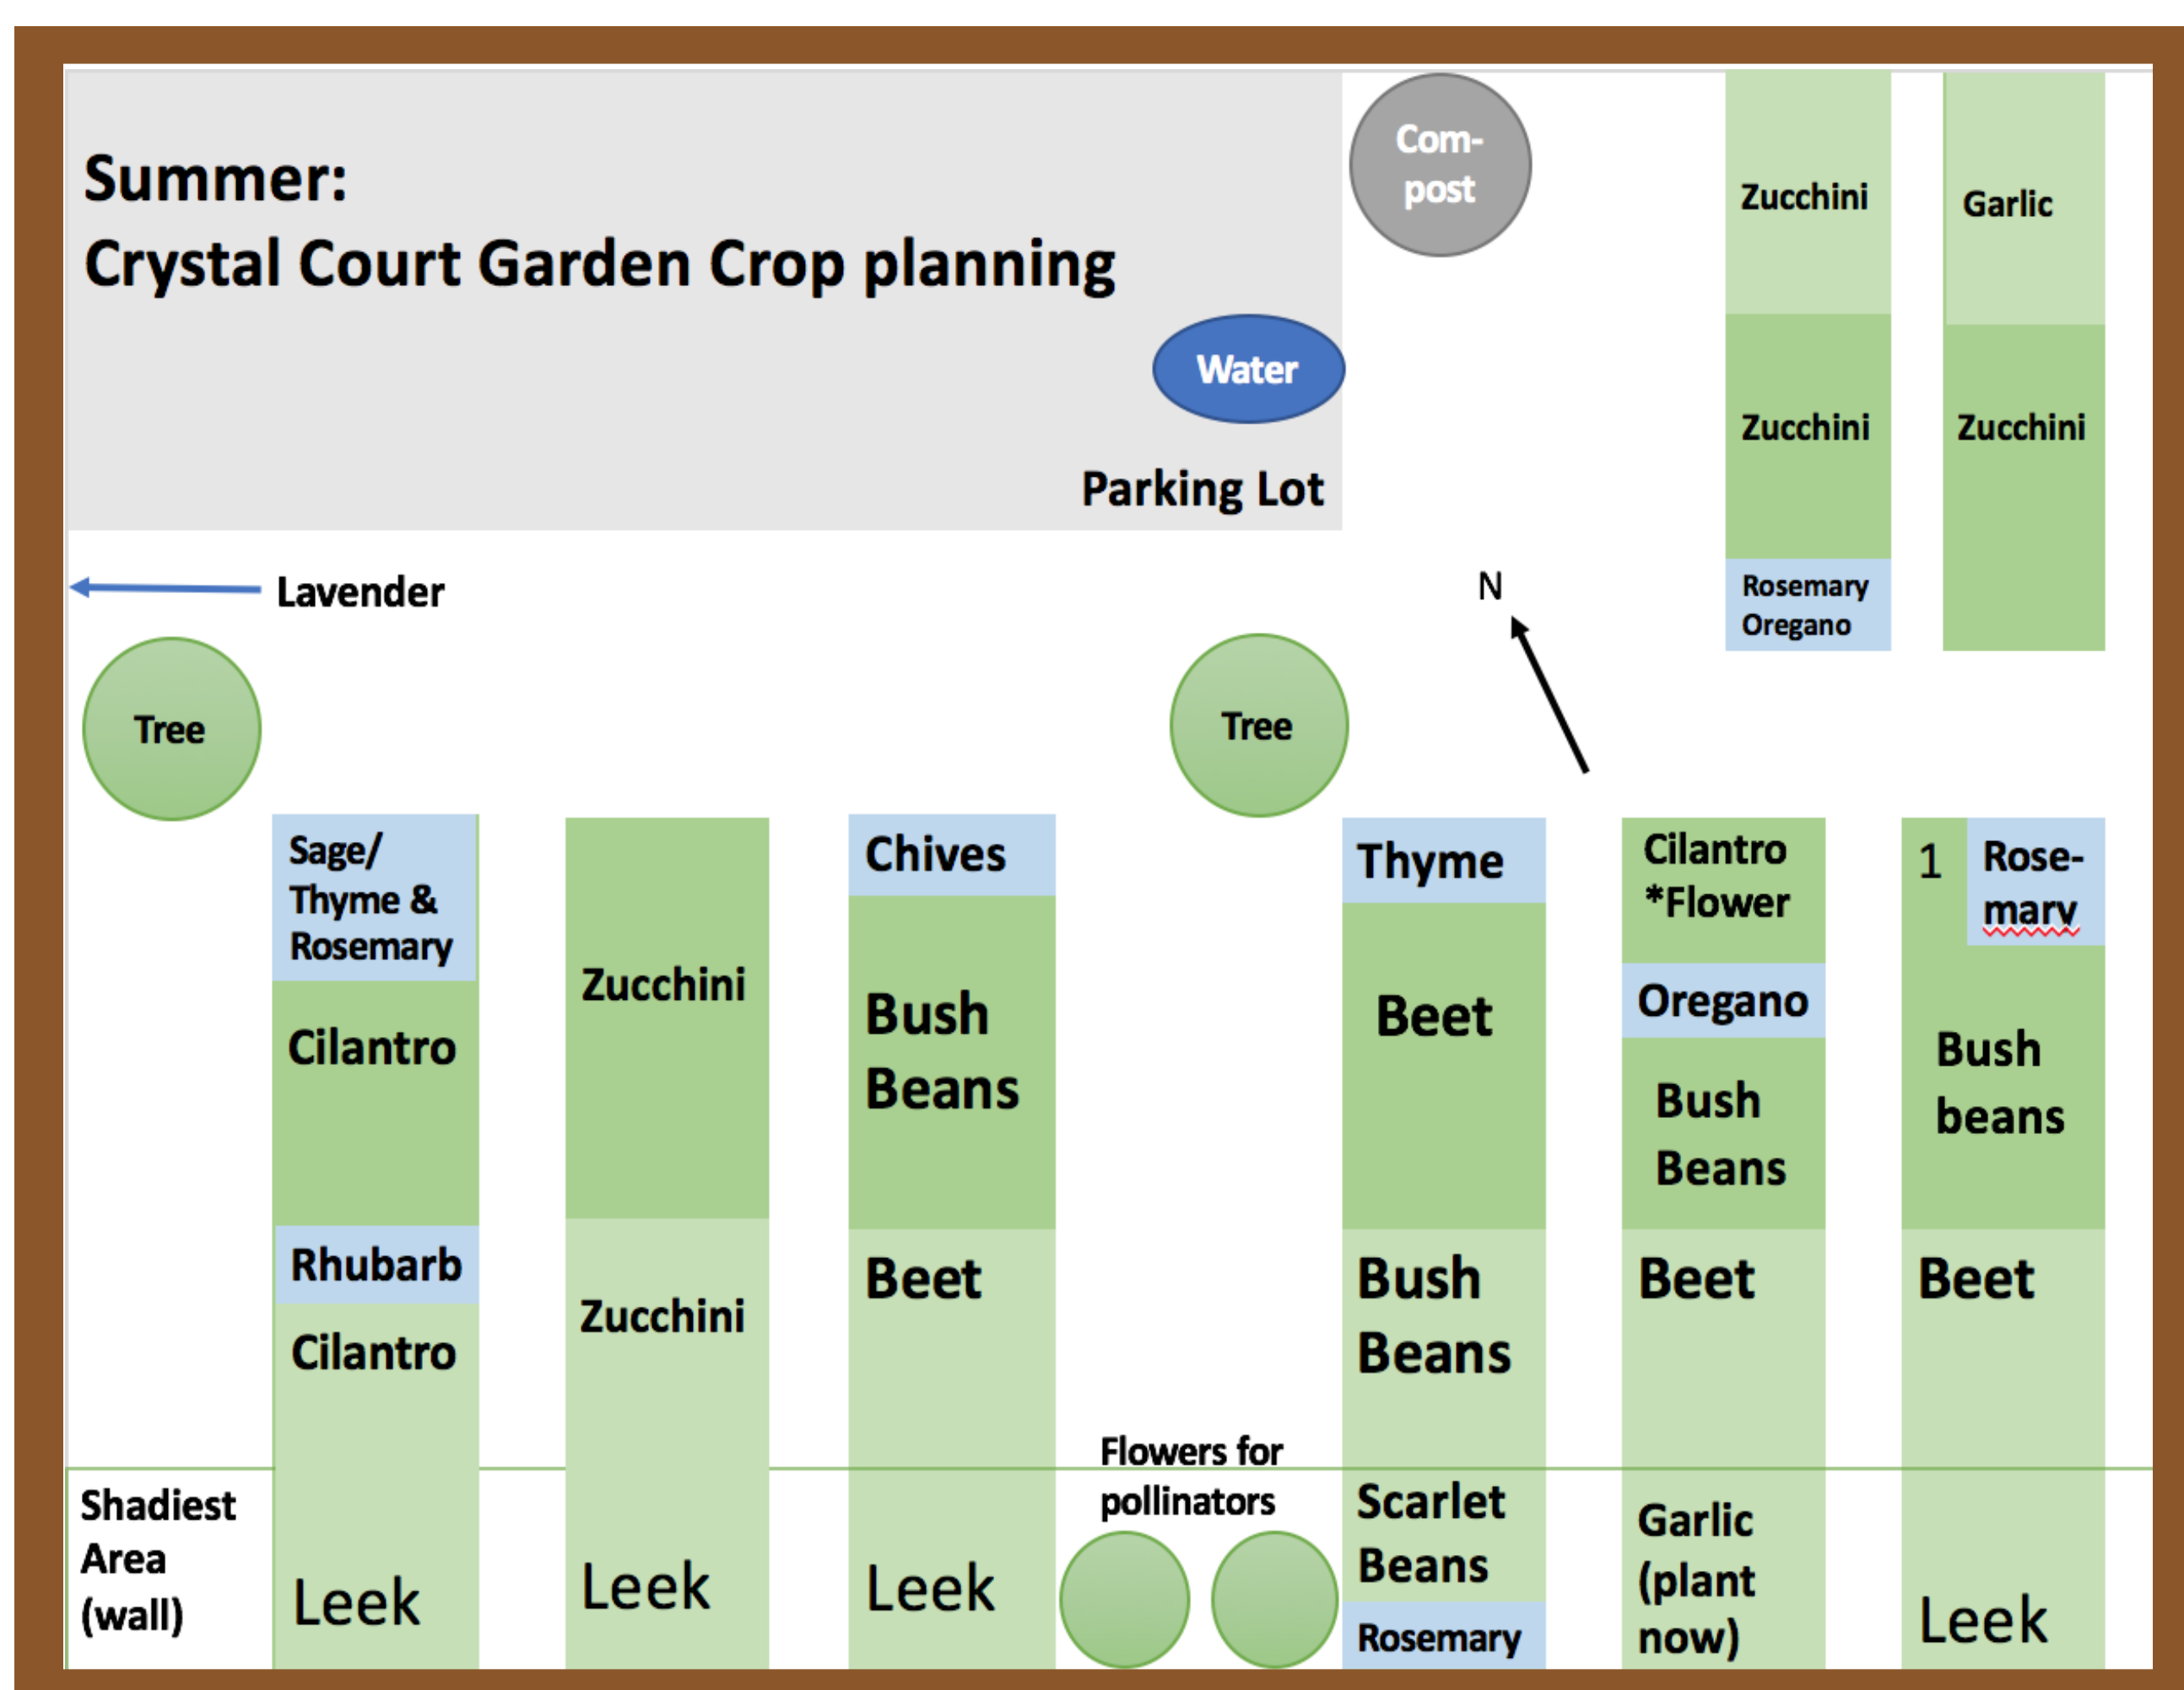 Summer:
Crystal Court Garden Crop planning
Com-
post
Water
Parking Lot
Zucchini
Zucchini
Rosemary
Oregano
Garlic
Zucchini
Lavender
N
Tree
Tree
Sage/
Thyme &
Rosemary
Cilantro
Rhubarb
Cilantro
Leek
Zucchini
Zucchini
Leek
Chives
Bush
Beans
Beet
Leek
Flowers for
pollinators
Thyme
Beet
Bush
Beans
Scarlet
Beans
Rosemary
Cilantro
*Flower
Oregano
Bush
Beans
Beet
Garlic
(plant
now)
1
Rose-
mary
Bush
beans
Beet
Leek
Shadiest
Area
(wall)